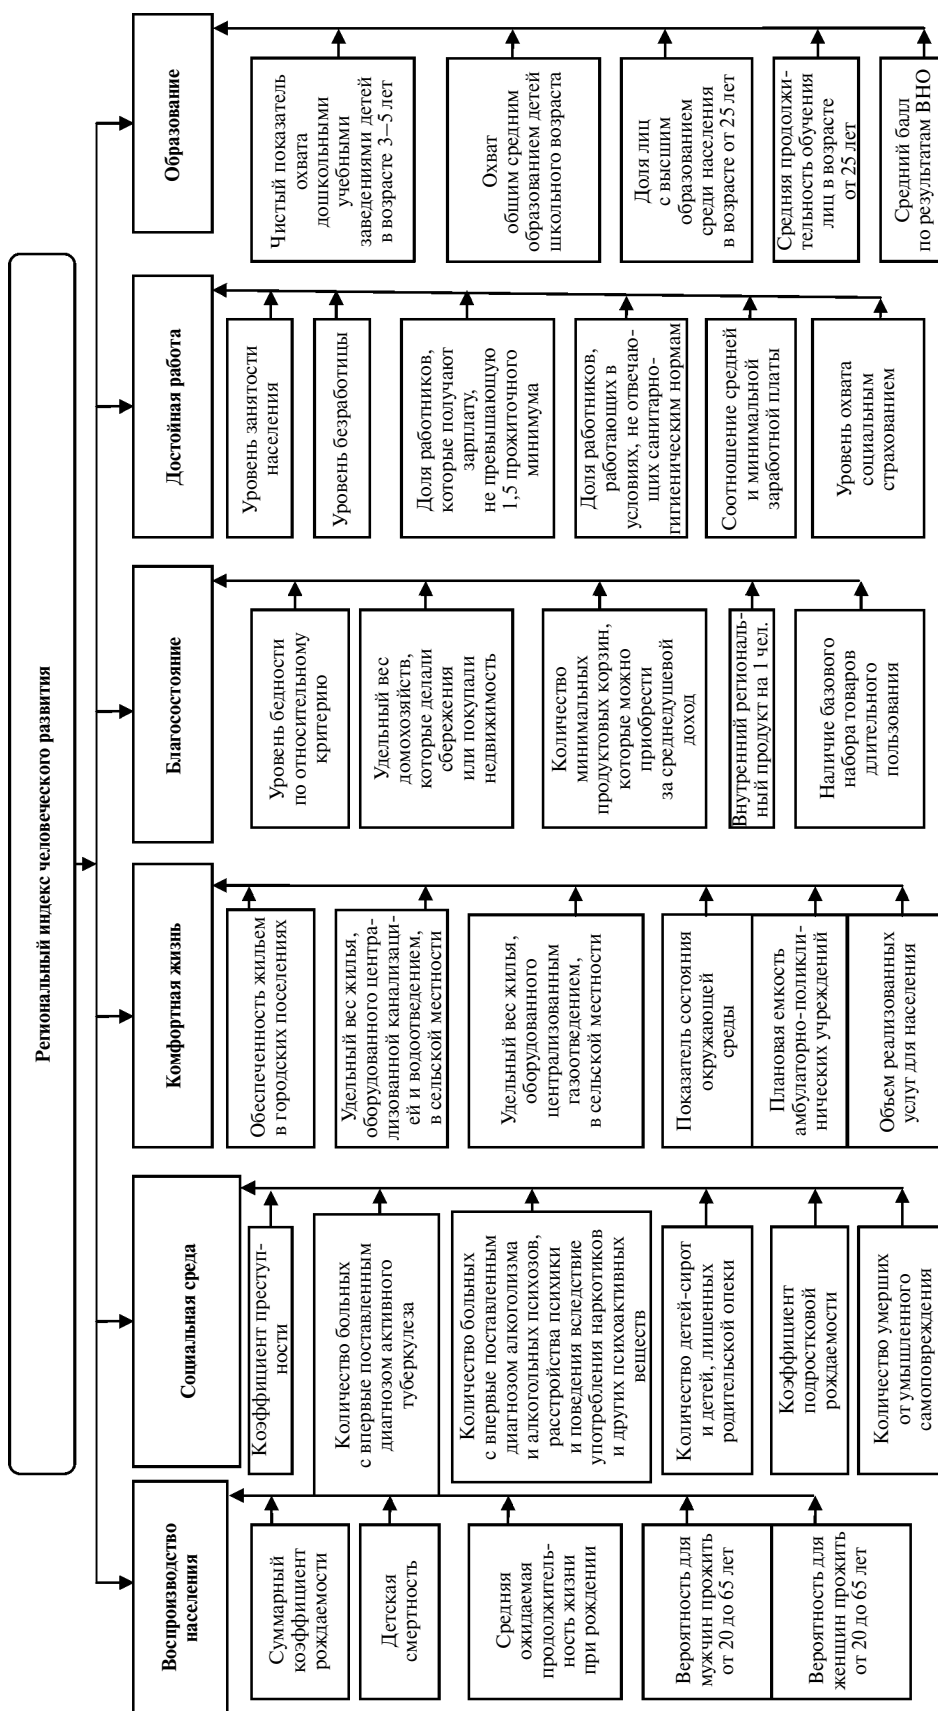 Региональный индекс человеческого развития
Воспроизводство
населения
Суммарный
коэффициент
рождаемости
Детская
смертность
Средняя
ожидаемая
продолжитель-
ность жизни
при рождении
Вероятность для
мужчин прожить
от 20 до 65 лет
Вероятность для
женщин прожить
от 20 до 65 лет
Социальная среда
Коэффициент преступ-
ности
Количество больных
с впервые поставленным
диагнозом активного
туберкулеза
Количество больных
с впервые поставленным
диагнозом алкоголизма
и алкогольных психозов,
расстройства психики
и поведения вследствие
употребления наркотиков
и других психоактивных
веществ
Количество детей-сирот
и детей, лишенных
родительской опеки
Коэффициент
подростковой
рождаемости
Количество умерших
от умышленного
самоповреждения
Комфортная жизнь
Обеспеченность жильем
в городских поселениях
Удельный вес жилья,
оборудованного центра-
лизованной канализаци-
ей и водоотведением,
в сельской местности
Удельный вес жилья,
оборудованного
централизованным
газоотведением,
в сельской местности
Показатель состояния
окружающей
среды
Плановая емкость
амбулаторно-поликли-
нических учреждений
Объем реализованных
услуг для населения
Благосостояние
Уровень бедности
по относительному
критерию
Удельный вес
домохозяйств,
которые делали
сбережения
или покупали
недвижимость
Количество
минимальных
продуктовых корзин,
которые можно
приобрести
за среднедушевой
доход
Внутренний региональ-
ный продукт на 1 чел.
Наличие базового
набора товаров
длительного
пользования
Достойная работа
Уровень занятости
населения
Уровень безработицы
Доля работников,
которые получают
зарплату,
не превышающую
1,5 прожиточного
минимума
Доля работников,
работающих в
условиях, не отвечаю-
щих санитарно-
гигиеническим нормам
Соотношение средней
и минимальной
заработной платы
Уровень охвата
социальным
страхованием
Образование
Чистый показатель
охвата
дошкольными
учебными
заведениями детей
в возрасте 3–5 лет
Охват
общим средним
образованием детей
школьного возраста
Доля лиц
с высшим
образованием
среди населения
в возрасте от 25 лет
Средняя продолжи-
тельность обучения
лиц в возрасте
от 25 лет
Средний балл
по результатам ВНО